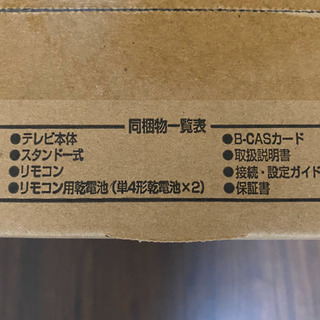 同梱物一覧表
●テレビ本体
●スタンド一式
●リモコン
●リモコン用乾電池（単4形乾電池×2）
●B-CASカード
●取扱説明書
●接続・設定ガイド
●保証書